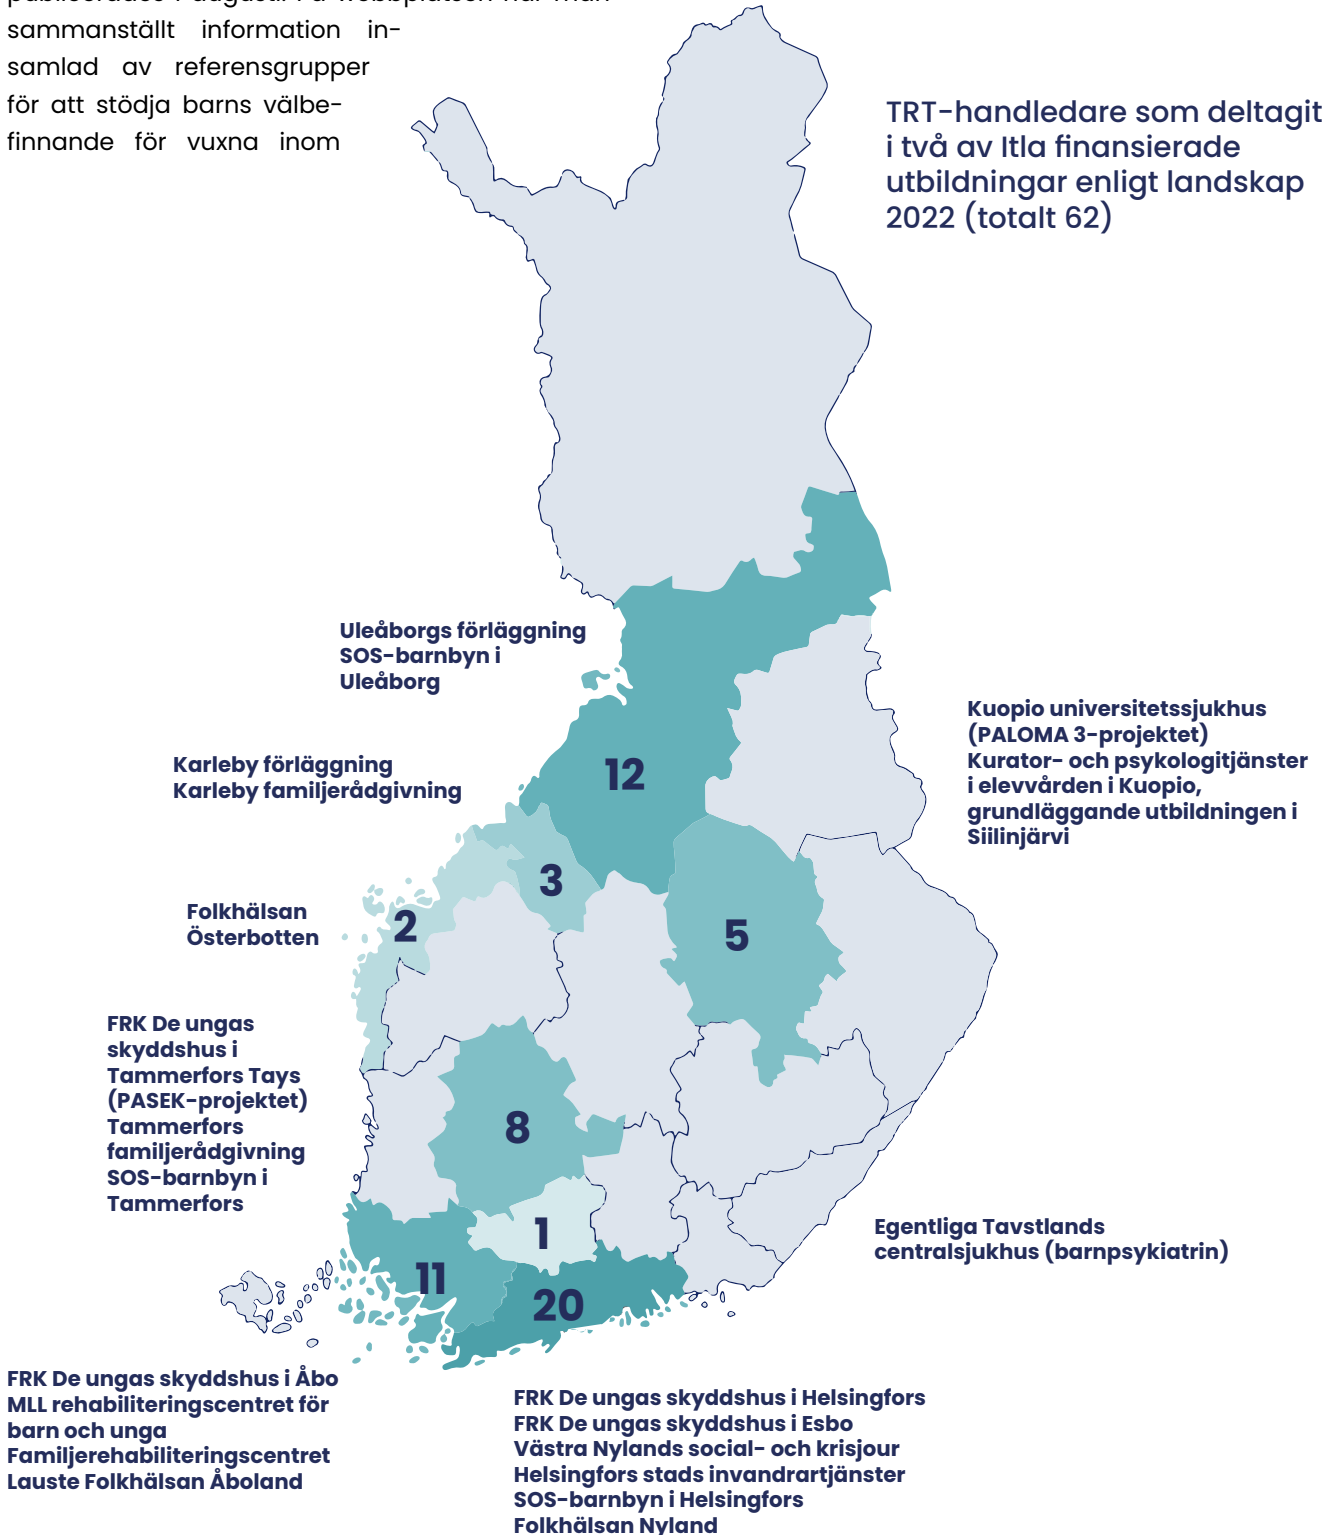 publicerades i augusti. På webbplatsen har man
sammanställt information in-
samlad av referensgrupper
för att stödja barns välbe-
finnande för vuxna inom
TRT-handledare som deltagit
i två av Itla finansierade
utbildningar enligt landskap
2022 (totalt 62)
Uleåborgs förläggning
SOS-barnbyn i
Uleåborg
Kuopio universitetssjukhus
(PALOMA 3-projektet)
Kurator- och psykologitjänster
i elevvården i Kuopio,
grundläggande utbildningen i
Siilinjärvi
Karleby förläggning
Karleby familjerådgivning
12
3
Folkhälsan
Österbotten
2
5
FRK De ungas
skyddshus i
Tammerfors Tays
(PASEK-projektet)
Tammerfors
familjerådgivning
SOS-barnbyn i
Tammerfors
8
1
Egentliga Tavstlands
centralsjukhus (barnpsykiatrin)
11
20
FRK De ungas skyddshus i Åbo
MLL rehabiliteringscentret för
barn och unga
Familjerehabiliteringscentret
Lauste Folkhälsan Åboland
FRK De ungas skyddshus i Helsingfors
FRK De ungas skyddshus i Esbo
Västra Nylands social- och krisjour
Helsingfors stads invandrartjänster
SOS-barnbyn i Helsingfors
Folkhälsan Nyland